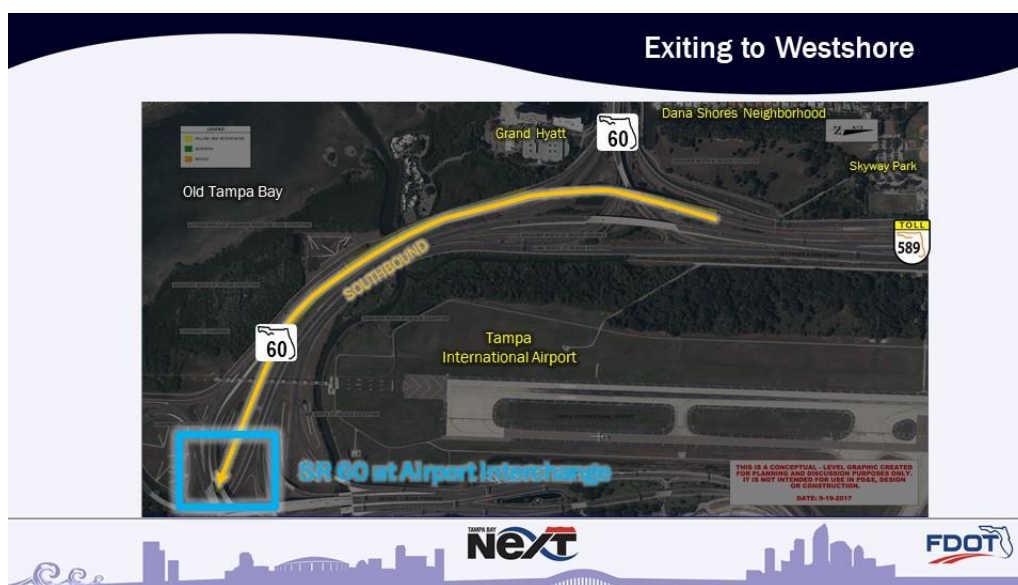 Exiting to Westshore
LEGEND
Old Tampa Bay
Grand Hyatt
60
Dana Shores Neighborhood
Skyway Park
TOLL
589
SOUTHBOUND
60
Tampa
International Airport
SR 60 at Airport Interchange
THIS IS A CONCEPTUAL - LEVEL GRAPHIC CREATED
FOR PLANNING AND DISCUSSION PURPOSES ONLY.
IT IS NOT INTENDED FOR USE IN PD&E, DESIGN
OR CONSTRUCTION.
DATE: 9-19-2017
TAMPA BAY
NEXT
FDOT